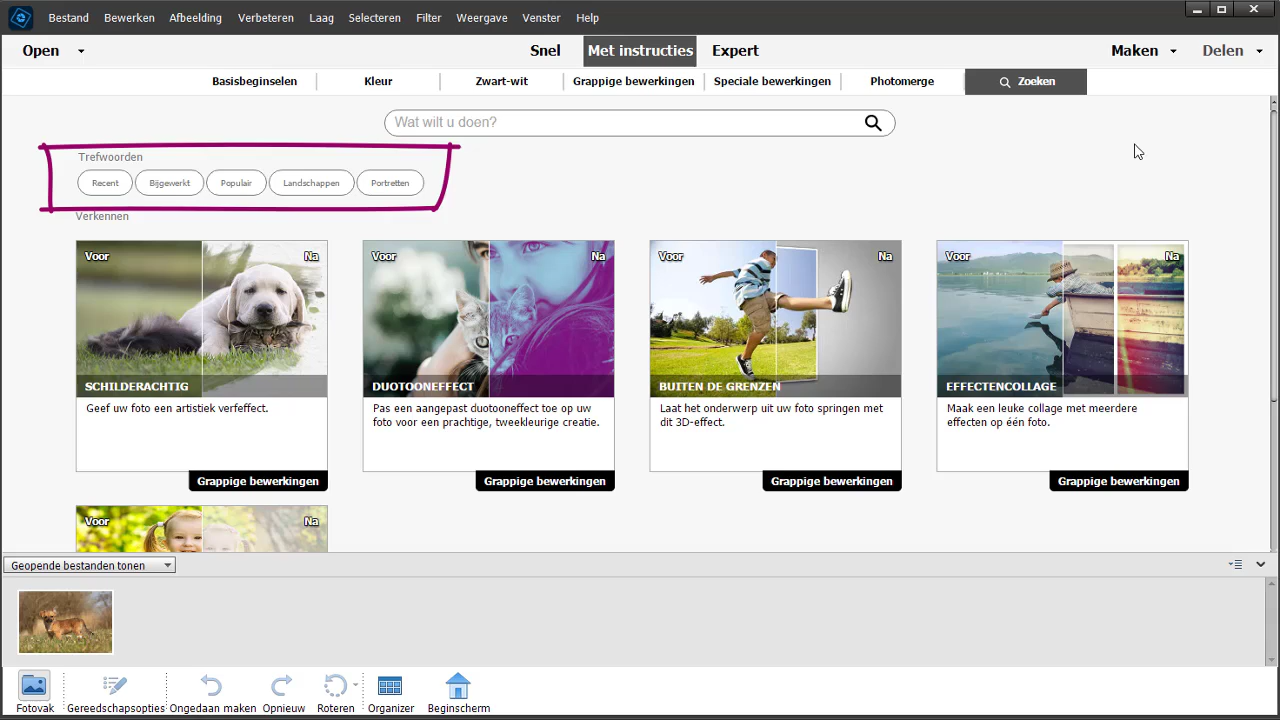 Bestand Bewerken Afbeelding Verbeteren Laag Selecteren Filter Weergave Venster Help
Open Snel Met instructies Expert Maken Delen
Basisbeginselen Kleur Zwart-wit Grappige bewerkingen Speciale bewerkingen Photomerge Zoeken
Wat wilt u doen?
Trefwoorden
Recent Bijgewerkt Populair Landschappen Portretten
Verkennen
Voor Na
SCHILDERACHTIG
Geef uw foto een artistiek verfeffect.
Grappige bewerkingen
Voor Na
DUOTOONEFFECT
Pas een aangepast duotooneffect toe op uw
foto voor een prachtige, tweekleurige creatie.
Grappige bewerkingen
Voor Na
BUITEN DE GRENZEN
Laat het onderwerp uit uw foto springen met
dit 3D-effect.
Grappige bewerkingen
Voor Na
EFFECTENCOLLAGE
Maak een leuke collage met meerdere
effecten op één foto.
Grappige bewerkingen
Voor Na
Geopende bestanden tonen
Fotovak Gereedschapsopties Ongedaan maken Opnieuw Roteren Organizer Beginscherm